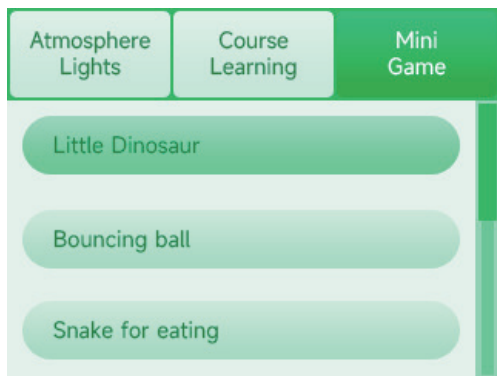 Atmosphere
Lights
Course
Learning
Mini
Game
Little Dinosaur
Bouncing ball
Snake for eating